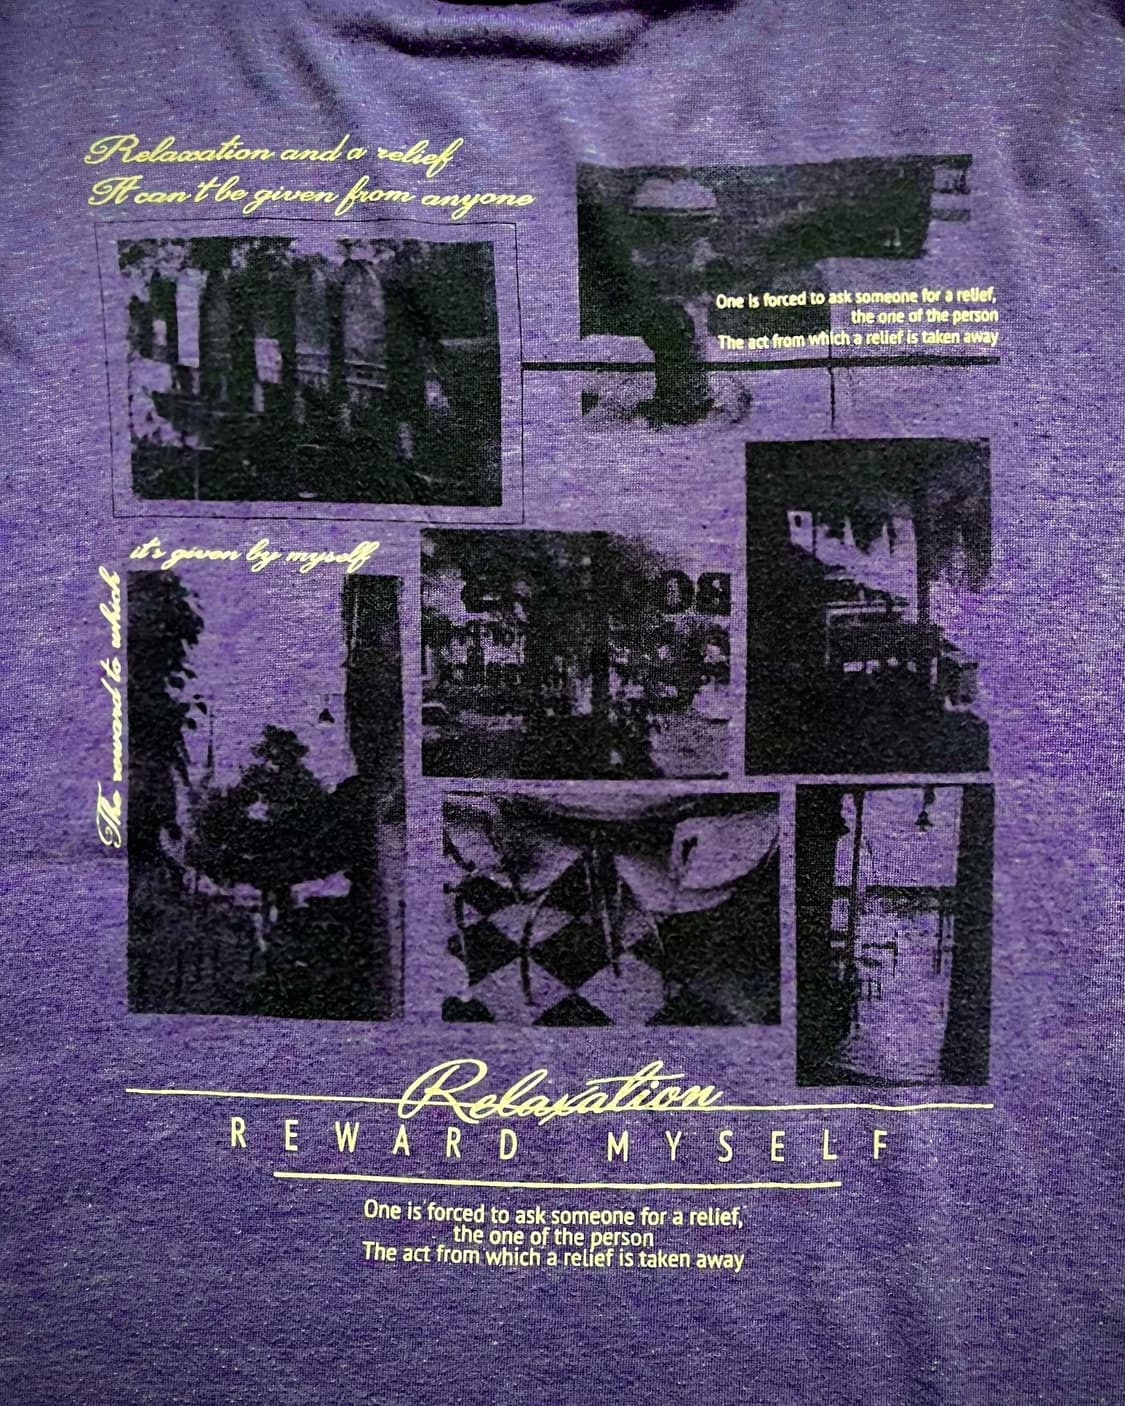 Relaxation and a relief
It can't be given from anyone
One is forced to ask someone for a relief,
the one of the person
The act from which a relief is taken away
it's given by myself
The reward to which
Relaxation
REWARD MYSELF
One is forced to ask someone for a relief,
the one of the person
The act from which a relief is taken away